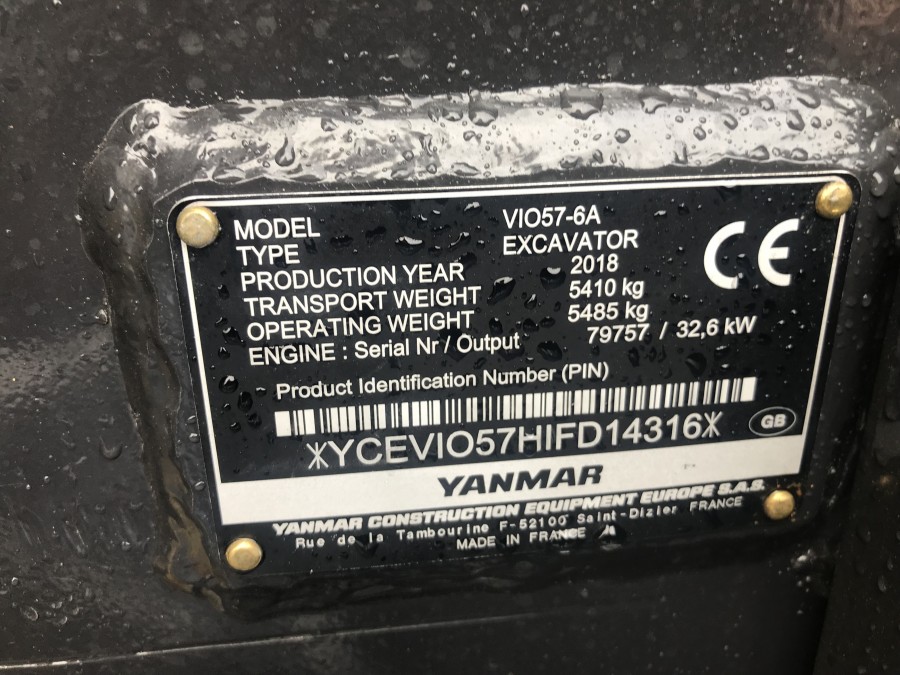 MODEL VIO57-6A
TYPE EXCAVATOR
PRODUCTION YEAR 2018
TRANSPORT WEIGHT 5410 kg
OPERATING WEIGHT 5485 kg
ENGINE : Serial Nr / Output 79757 / 32,6 kW
CE
Product Identification Number (PIN)
*YCEVIO57HIFD14316*
GB
YANMAR
YANMAR CONSTRUCTION EQUIPMENT EUROPE S.A.S.
Rue de la Tambourine F-52100 Saint-Dizier FRANCE
MADE IN FRANCE